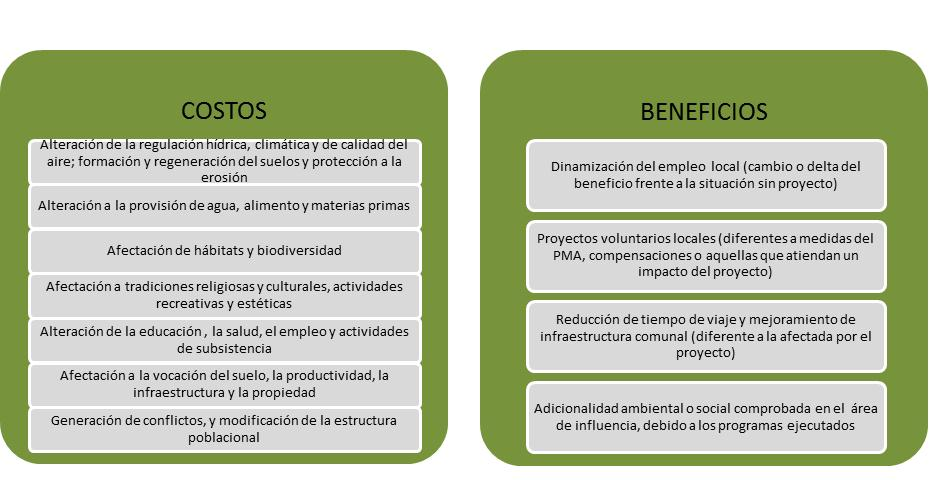 COSTOS
Alteración de la regulación hídrica, climática y de calidad del
aire; formación y regeneración del suelos y protección a la
erosión
Alteración a la provisión de agua, alimento y materias primas
Afectación de hábitats y biodiversidad
Afectación a tradiciones religiosas y culturales, actividades
recreativas y estéticas
Alteración de la educación , la salud, el empleo y actividades
de subsistencia
Afectación a la vocación del suelo, la productividad, la
infraestructura y la propiedad
Generación de conflictos, y modificación de la estructura
poblacional
BENEFICIOS
Dinamización del empleo local (cambio o delta del
beneficio frente a la situación sin proyecto)
Proyectos voluntarios locales (diferentes a medidas del
PMA, compensaciones o aquellas que atiendan un
impacto del proyecto)
Reducción de tiempo de viaje y mejoramiento de
infraestructura comunal (diferente a la afectada por el
proyecto)
Adicionalidad ambiental o social comprobada en el área
de influencia, debido a los programas ejecutados